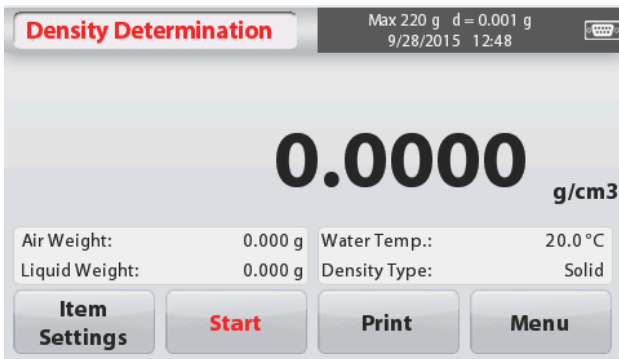 Density Determination
Max 220 g d = 0.001 g
9/28/2015 12:48
0.0000
g/cm3
Air Weight: 0.000 g
Liquid Weight: 0.000 g
Water Temp.: 20.0 °C
Density Type: Solid
Item
Settings
Start
Print
Menu